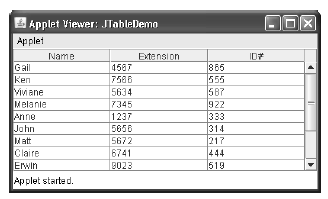 Applet Viewer: JTableDemo
Applet
Name Extension ID#
Gail 4567 865
Ken 7566 555
Viviane 5634 587
Melanie 7345 922
Anne 1237 333
John 5656 314
Matt 5672 217
Claire 6741 444
Erwin 9023 519
Applet started.